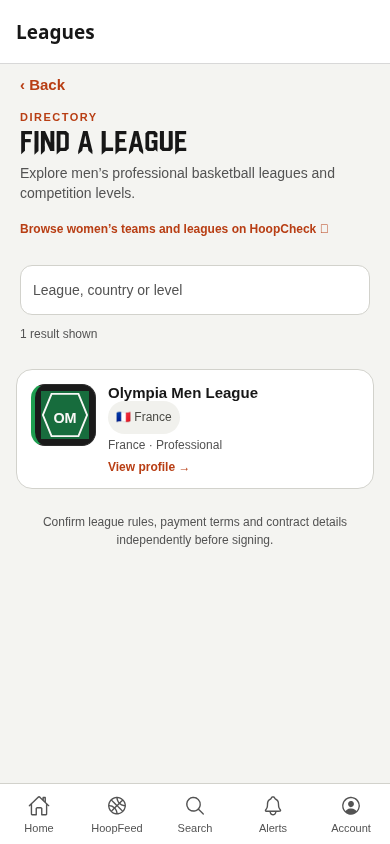 Leagues
‹ Back
DIRECTORY
FIND A LEAGUE
Explore men's professional basketball leagues and
competition levels.
Browse women's teams and leagues on HoopCheck
League, country or level
1 result shown
OM
Olympia Men League
🇫🇷 France
France · Professional
View profile →
Confirm league rules, payment terms and contract details
independently before signing.
Home
HoopFeed
Search
Alerts
Account